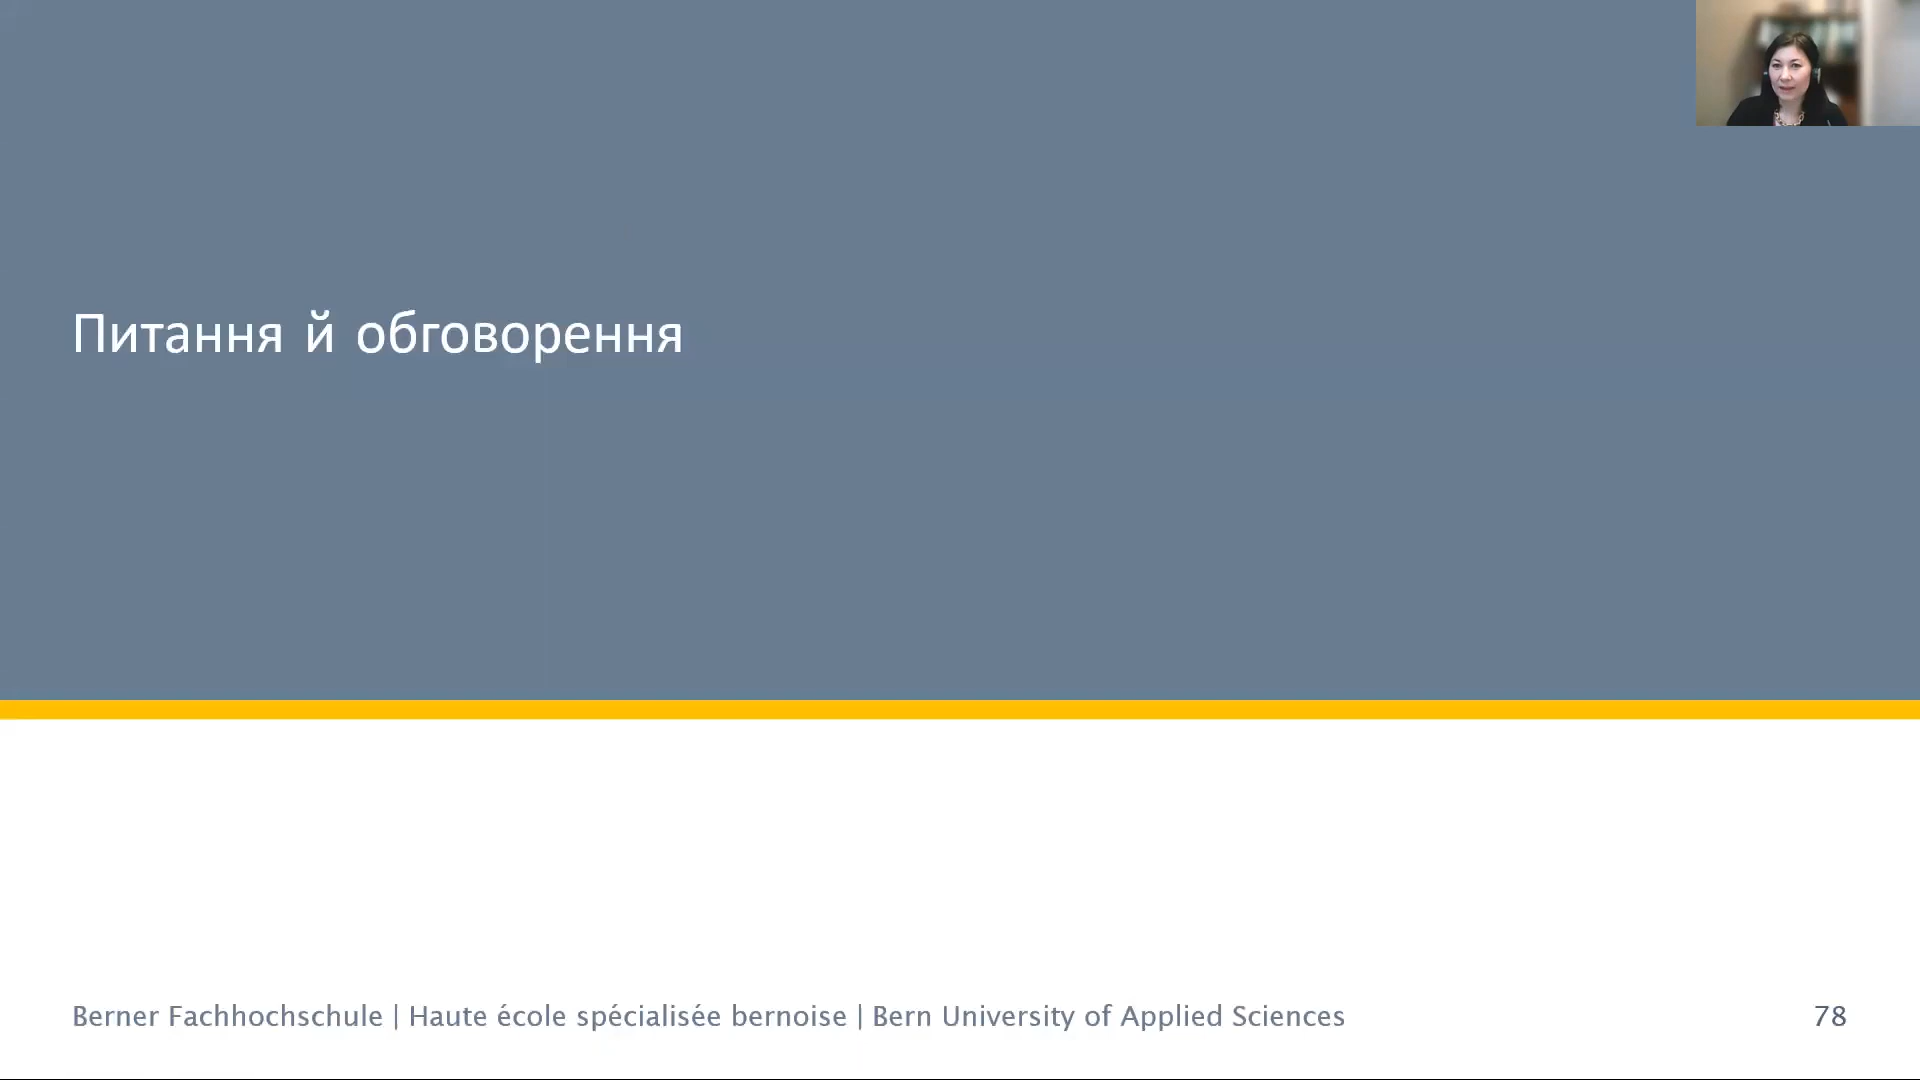 Питання й обговорення
Berner Fachhochschule | Haute école spécialisée bernoise | Bern University of Applied Sciences
78